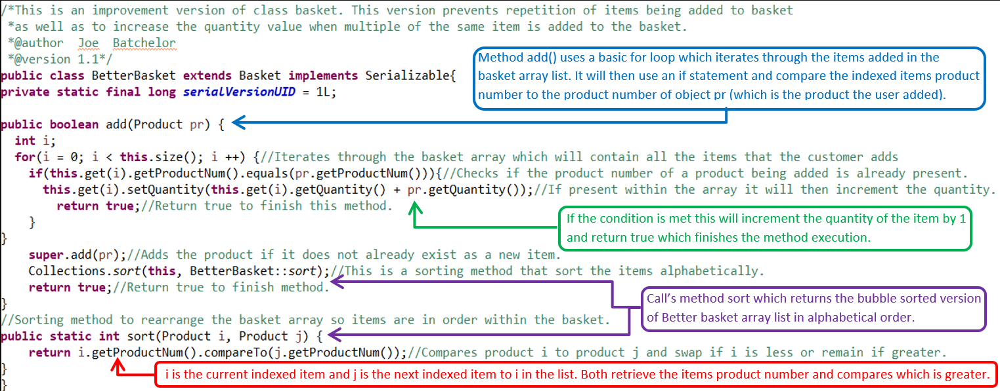 /*This is an improvement version of class basket. This version prevents repetition of items being added to basket
*as well as to increase the quantity value when multiple of the same item is added to the basket.
*@author Joe Batchelor
*@version 1.1*/
public class BetterBasket extends Basket implements Serializable{
private static final long serialVersionUID = 1L;
Method add() uses a basic for loop which iterates through the items added in the
basket array list. It will then use an if statement and compare the indexed items product
number to the product number of object pr (which is the product the user added).
public boolean add(Product pr) {
int i;
for(i = 0; i < this.size(); i ++) {//Iterates through the basket array which will contain all the items that the customer adds
if(this.get(i).getProductNum().equals(pr.getProductNum())){//Checks if the product number of a product being added is already present.
this.get(i).setQuantity(this.get(i).getQuantity() + pr.getQuantity());//If present within the array it will then increment the quantity.
return true;//Return true to finish this method.
}
If the condition is met this will increment the quantity of the item by 1
and return true which finishes the method execution.
}
super.add(pr);//Adds the product if it does not already exist as a new item.
Collections.sort(this, BetterBasket::sort);//This is a sorting method that sort the items alphabetically.
return true;//Return true to finish method.
}
Call's method sort which returns the bubble sorted version
of Better basket array list in alphabetical order.
//Sorting method to rearrange the basket array so items are in order within the basket.
public static int sort(Product i, Product j) {
return i.getProductNum().compareTo(j.getProductNum());//Compares product i to product j and swap if i is less or remain if greater.
}
i is the current indexed item and j is the next indexed item to i in the list. Both retrieve the items product number and compares which is greater.
}